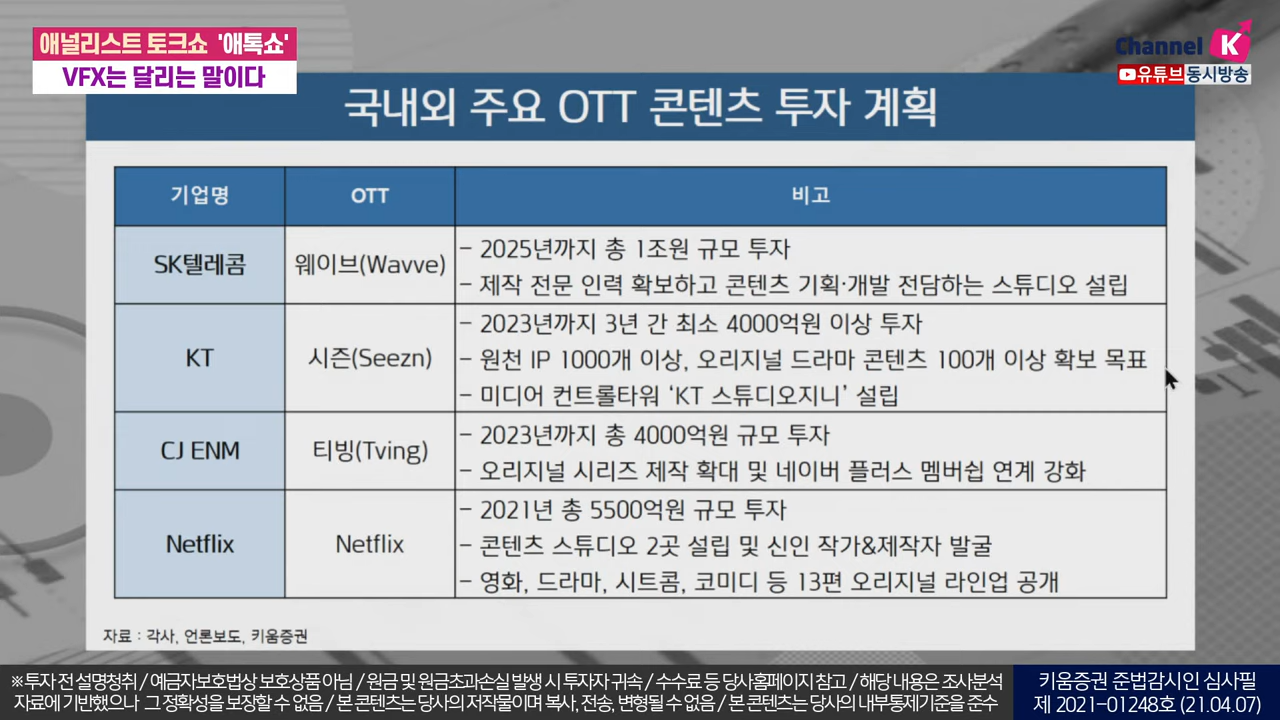 애널리스트 토크쇼 '애톡쇼'
VFX는 달리는 말이다
Channel K
유튜브동시방송
국내외 주요 OTT 콘텐츠 투자 계획
기업명 OTT 비고
SK텔레콤 웨이브(Wavve)
- 2025년까지 총 1조원 규모 투자
- 제작 전문 인력 확보하고 콘텐츠 기획·개발 전담하는 스튜디오 설립
KT 시즌(Seezn)
- 2023년까지 3년 간 최소 4000억원 이상 투자
- 원천 IP 1000개 이상, 오리지널 드라마 콘텐츠 100개 이상 확보 목표
- 미디어 컨트롤타워 ‘KT 스튜디오지니’ 설립
CJ ENM 티빙(Tving)
- 2023년까지 총 4000억원 규모 투자
- 오리지널 시리즈 제작 확대 및 네이버 플러스 멤버쉽 연계 강화
Netflix Netflix
- 2021년 총 5500억원 규모 투자
- 콘텐츠 스튜디오 2곳 설립 및 신인 작가&제작자 발굴
- 영화, 드라마, 시트콤, 코미디 등 13편 오리지널 라인업 공개
자료 : 각사, 언론보도, 키움증권
※ 투자 전 설명청취 / 예금자보호법상 보호상품 아님 / 원금 및 원금초과손실 발생 시 투자자 귀속 / 수수료 등 당사홈페이지 참고 / 해당 내용은 조사분석
자료에 기반했으나 그 정확성을 보장할 수 없음 / 본 콘텐츠는 당사의 저작물이며 복사, 전송, 변형될 수 없음 / 본 콘텐츠는 당사의 내부통제기준을 준수
키움증권 준법감시인 심사필
제 2021-01248호 (21.04.07)